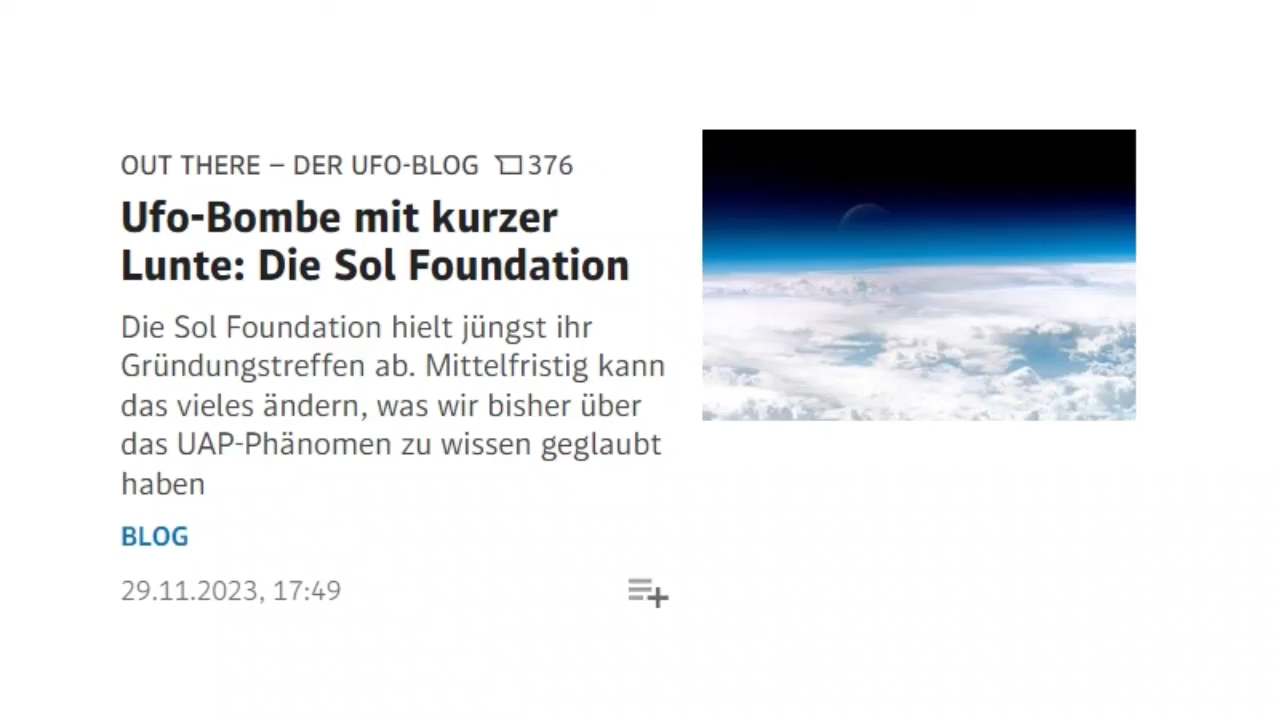 OUT THERE – DER UFO-BLOG 376
Ufo-Bombe mit kurzer
Lunte: Die Sol Foundation
Die Sol Foundation hielt jüngst ihr
Gründungstreffen ab. Mittelfristig kann
das vieles ändern, was wir bisher über
das UAP-Phänomen zu wissen geglaubt
haben
BLOG
29.11.2023, 17:49